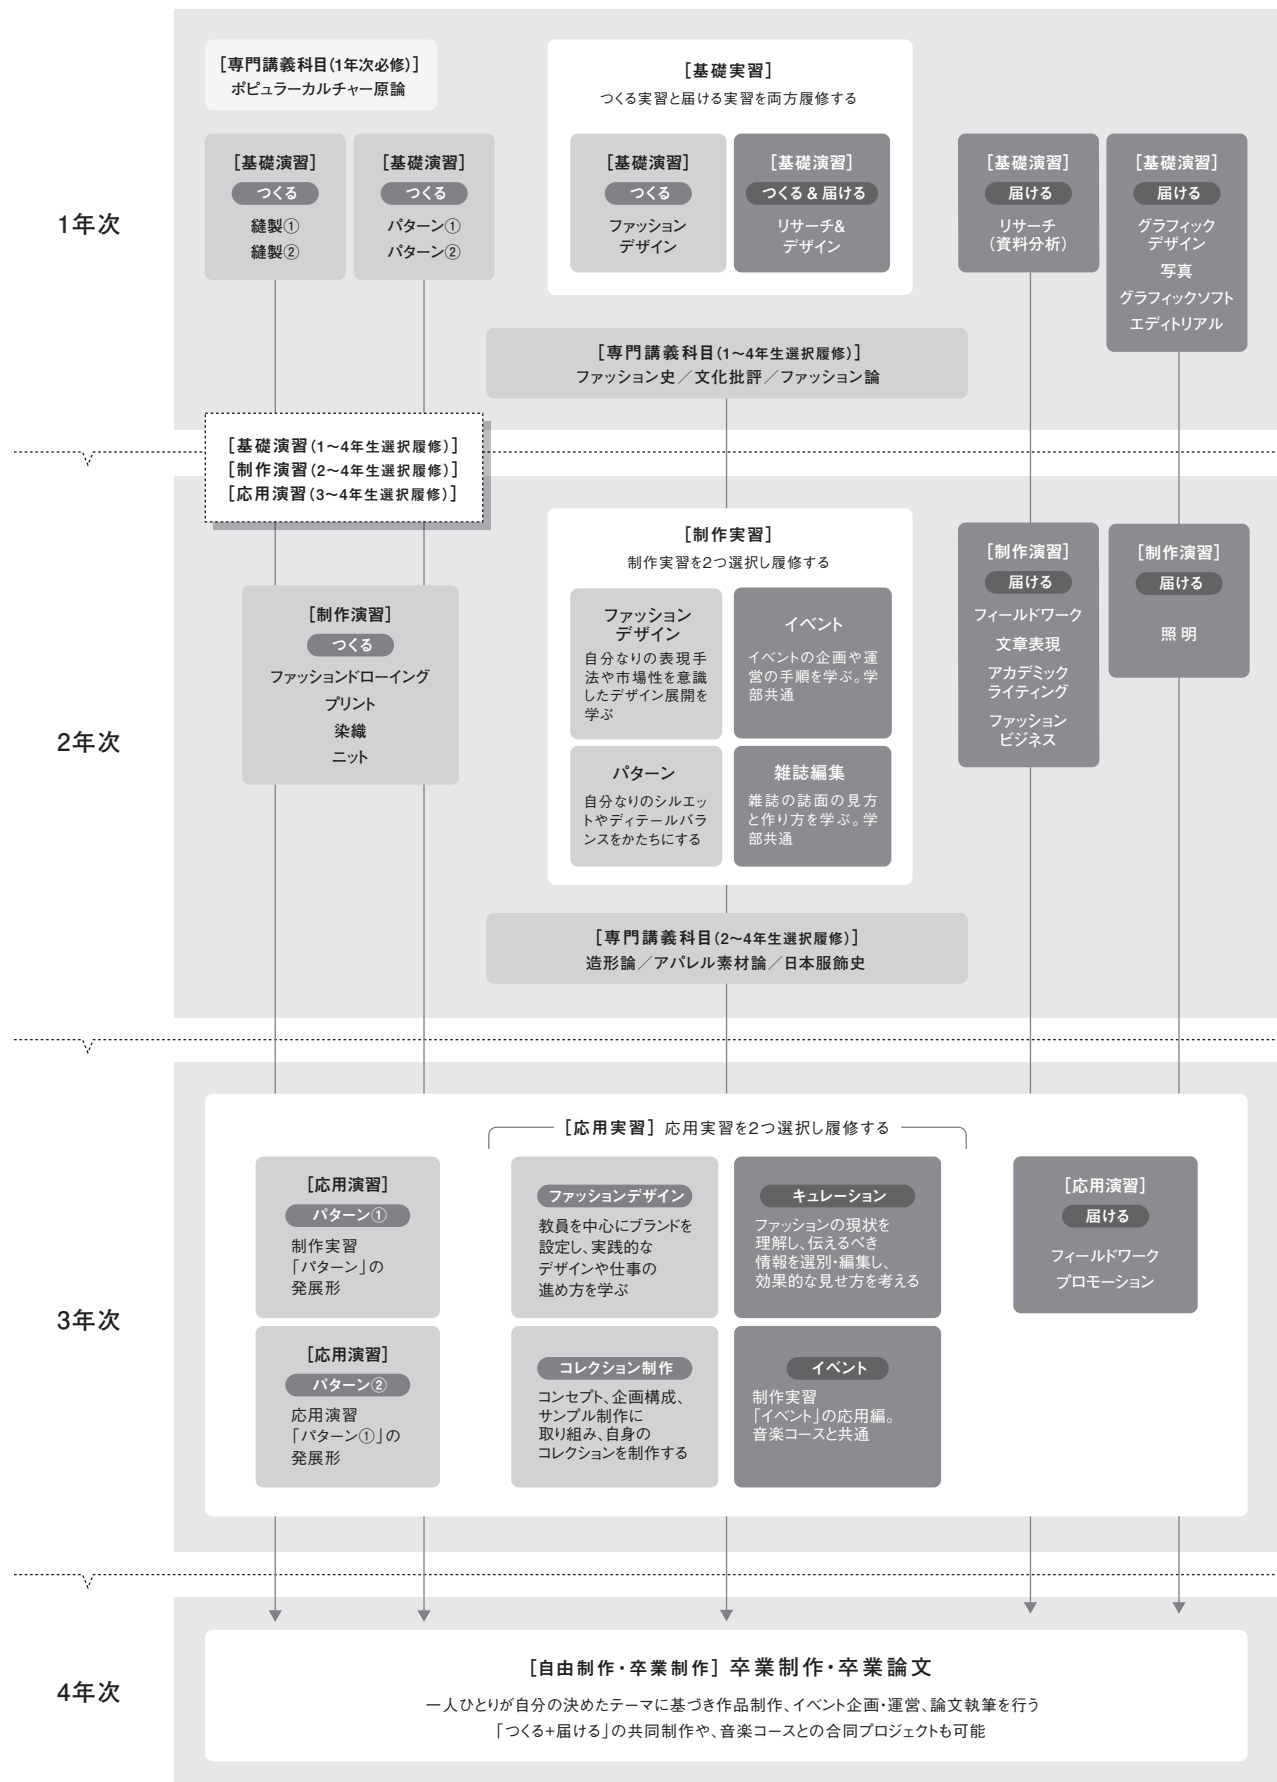 1年次
[専門講義科目(1年次必修)]
ポピュラーカルチャー原論
[基礎演習]
つくる
縫製①
縫製②
[基礎演習]
つくる
パターン①
パターン②
[基礎実習]
つくる実習と届ける実習を両方履修する
[基礎演習]
つくる
ファッション
デザイン
[基礎演習]
つくる & 届ける
リサーチ&
デザイン
[基礎演習]
届ける
リサーチ
(資料分析)
[基礎演習]
届ける
グラフィック
デザイン
写真
グラフィックソフト
エディトリアル
[専門講義科目(1〜4年生選択履修)]
ファッション史／文化批評／ファッション論
[基礎演習(1〜4年生選択履修)]
[制作演習(2〜4年生選択履修)]
[応用演習(3〜4年生選択履修)]
2年次
[制作演習]
つくる
ファッションドローイング
プリント
染織
ニット
[制作実習]
制作実習を2つ選択し履修する
ファッション
デザイン
自分なりの表現手
法や市場性を意識
したデザイン展開を
学ぶ
イベント
イベントの企画や運
営の手順を学ぶ。学
部共通
パターン
自分なりのシルエッ
トやディテールバラ
ンスをかたちにする
雑誌編集
雑誌の誌面の見方
と作り方を学ぶ。学
部共通
[制作演習]
届ける
フィールドワーク
文章表現
アカデミック
ライティング
ファッション
ビジネス
[制作演習]
届ける
照明
[専門講義科目(2〜4年生選択履修)]
造形論／アパレル素材論／日本服飾史
3年次
[応用演習]
パターン①
制作実習
「パターン」の
発展形
[応用演習]
パターン②
応用演習
「パターン①」の
発展形
[応用実習] 応用実習を2つ選択し履修する
ファッションデザイン
教員を中心にブランドを
設定し、実践的な
デザインや仕事の
進め方を学ぶ
キュレーション
ファッションの現状を
理解し、伝えるべき
情報を選別・編集し、
効果的な見せ方を考える
コレクション制作
コンセプト、企画構成、
サンプル制作に
取り組み、自身の
コレクションを制作する
イベント
制作実習
「イベント」の応用編。
音楽コースと共通
[応用演習]
届ける
フィールドワーク
プロモーション
4年次
[自由制作・卒業制作] 卒業制作・卒業論文
一人ひとりが自分の決めたテーマに基づき作品制作、イベント企画・運営、論文執筆を行う
「つくる+届ける」の共同制作や、音楽コースとの合同プロジェクトも可能